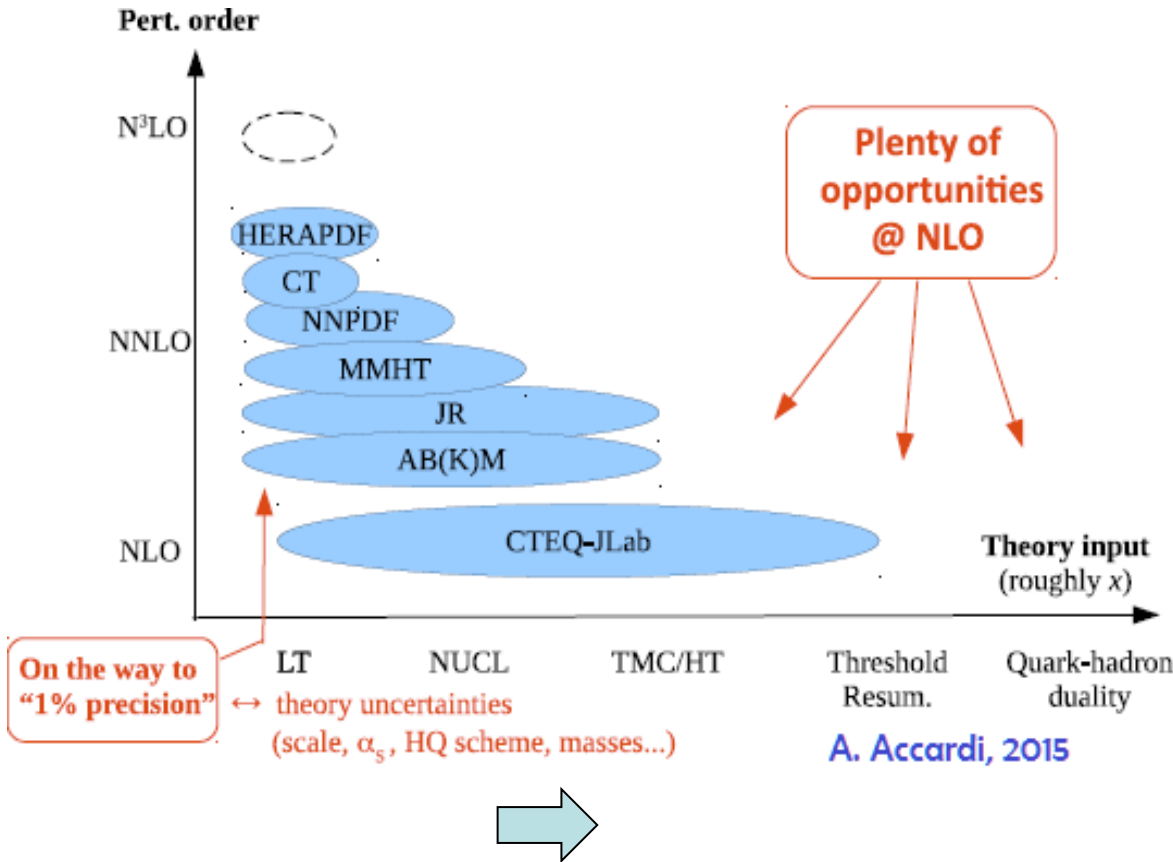 Pert. order
N³LO
Plenty of
opportunities
@ NLO
HERAPDF
CT
NNPDF
NNLO
MMHT
JR
AB(K)M
NLO
CTEQ-JLab
Theory input
(roughly x)
On the way to
“1% precision”
LT
NUCL
TMC/HT
Threshold
Resum.
Quark-hadron
duality
↔ theory uncertainties
(scale, αₛ, HQ scheme, masses...)
A. Accardi, 2015